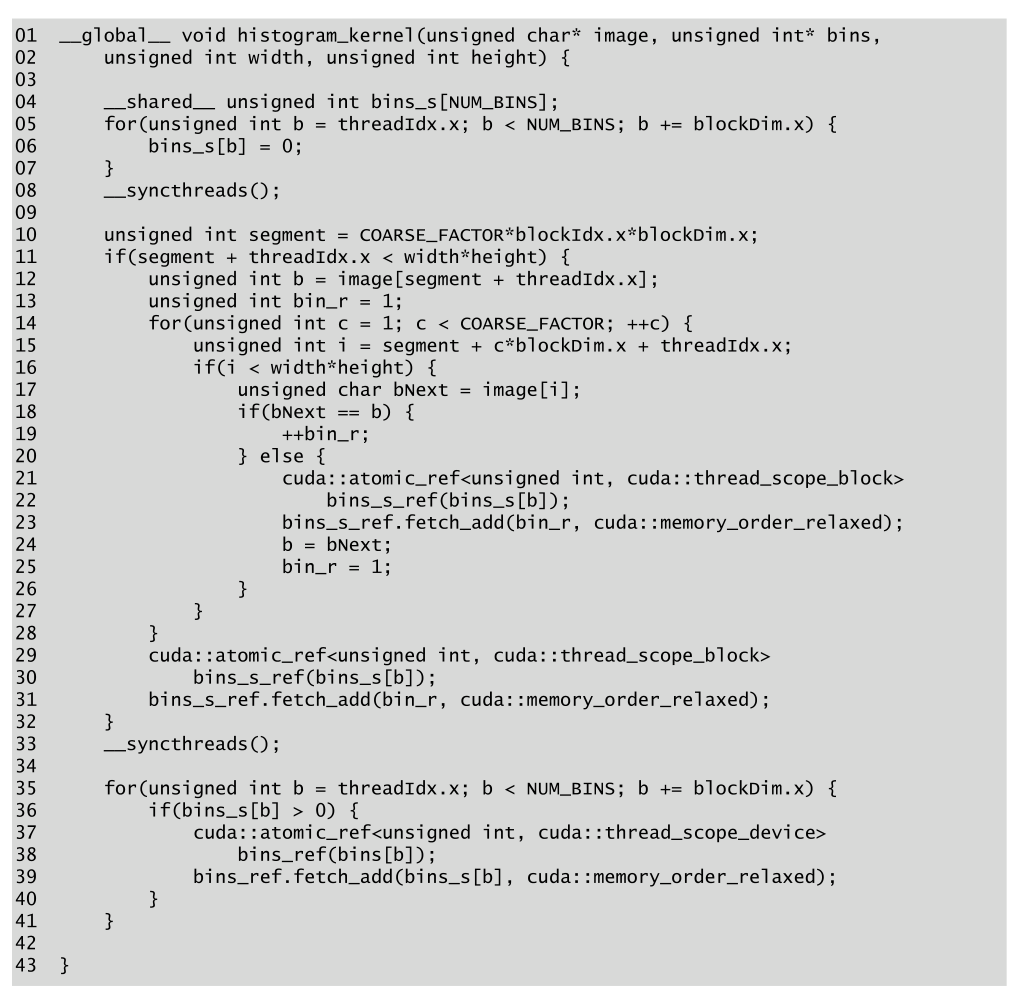 01  __global__ void histogram_kernel(unsigned char* image, unsigned int* bins,
02      unsigned int width, unsigned int height) {
03
04      __shared__ unsigned int bins_s[NUM_BINS];
05      for(unsigned int b = threadIdx.x; b < NUM_BINS; b += blockDim.x) {
06          bins_s[b] = 0;
07      }
08      __syncthreads();
09
10      unsigned int segment = COARSE_FACTOR*blockIdx.x*blockDim.x;
11      if(segment + threadIdx.x < width*height) {
12          unsigned int b = image[segment + threadIdx.x];
13          unsigned int bin_r = 1;
14          for(unsigned int c = 1; c < COARSE_FACTOR; ++c) {
15              unsigned int i = segment + c*blockDim.x + threadIdx.x;
16              if(i < width*height) {
17                  unsigned char bNext = image[i];
18                  if(bNext == b) {
19                      ++bin_r;
20                  } else {
21                      cuda::atomic_ref<unsigned int, cuda::thread_scope_block>
22                          bins_s_ref(bins_s[b]);
23                      bins_s_ref.fetch_add(bin_r, cuda::memory_order_relaxed);
24                      b = bNext;
25                      bin_r = 1;
26                  }
27              }
28          }
29          cuda::atomic_ref<unsigned int, cuda::thread_scope_block>
30              bins_s_ref(bins_s[b]);
31          bins_s_ref.fetch_add(bin_r, cuda::memory_order_relaxed);
32      }
33      __syncthreads();
34
35      for(unsigned int b = threadIdx.x; b < NUM_BINS; b += blockDim.x) {
36          if(bins_s[b] > 0) {
37              cuda::atomic_ref<unsigned int, cuda::thread_scope_device>
38                  bins_ref(bins[b]);
39              bins_ref.fetch_add(bins_s[b], cuda::memory_order_relaxed);
40          }
41      }
42
43  }